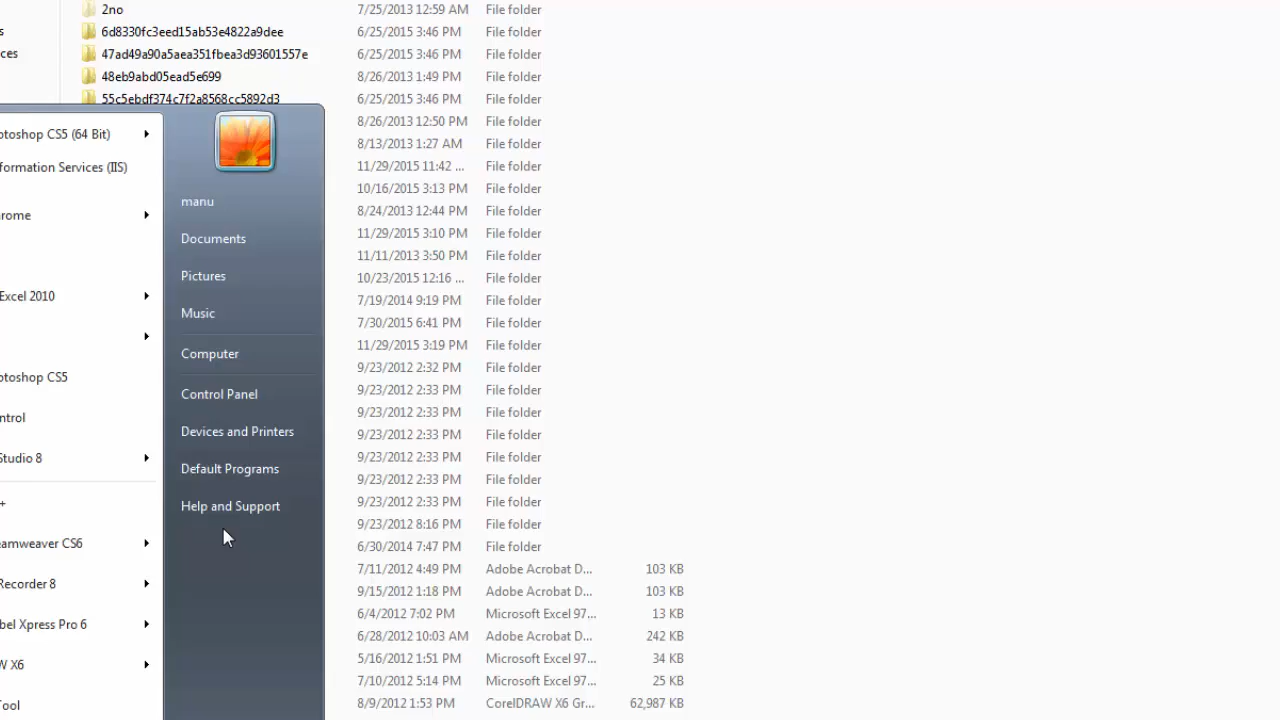 2no 7/25/2013 12:59 AM File folder
s 6d8330fc3eed15ab53e4822a9dee 6/25/2015 3:46 PM File folder
ces 47ad49a90a5aea351fbea3d93601557e 6/25/2015 3:46 PM File folder
48eb9abd05ead5e699 8/26/2013 1:49 PM File folder
55c5ebdf374c7f2a8568cc5892d3 6/25/2015 3:46 PM File folder
8/26/2013 12:50 PM File folder
8/13/2013 1:27 AM File folder
11/29/2015 11:42 ... File folder
10/16/2015 3:13 PM File folder
8/24/2013 12:44 PM File folder
11/29/2015 3:10 PM File folder
11/11/2013 3:50 PM File folder
10/23/2015 12:16 ... File folder
7/19/2014 9:19 PM File folder
7/30/2015 6:41 PM File folder
11/29/2015 3:19 PM File folder
9/23/2012 2:32 PM File folder
9/23/2012 2:33 PM File folder
9/23/2012 2:33 PM File folder
9/23/2012 2:33 PM File folder
9/23/2012 2:33 PM File folder
9/23/2012 2:33 PM File folder
9/23/2012 2:33 PM File folder
9/23/2012 8:16 PM File folder
6/30/2014 7:47 PM File folder
7/11/2012 4:49 PM Adobe Acrobat D... 103 KB
9/15/2012 1:18 PM Adobe Acrobat D... 103 KB
6/4/2012 7:02 PM Microsoft Excel 97... 13 KB
6/28/2012 10:03 AM Adobe Acrobat D... 242 KB
5/16/2012 1:51 PM Microsoft Excel 97... 34 KB
7/10/2012 5:14 PM Microsoft Excel 97... 25 KB
8/9/2012 1:53 PM CorelDRAW X6 Gr... 62,987 KB
otoshop CS5 (64 Bit)
formation Services (IIS)
rome
Excel 2010
otoshop CS5
ntrol
Studio 8
+
eamweaver CS6
Recorder 8
bel Xpress Pro 6
W X6
Tool
manu
Documents
Pictures
Music
Computer
Control Panel
Devices and Printers
Default Programs
Help and Support